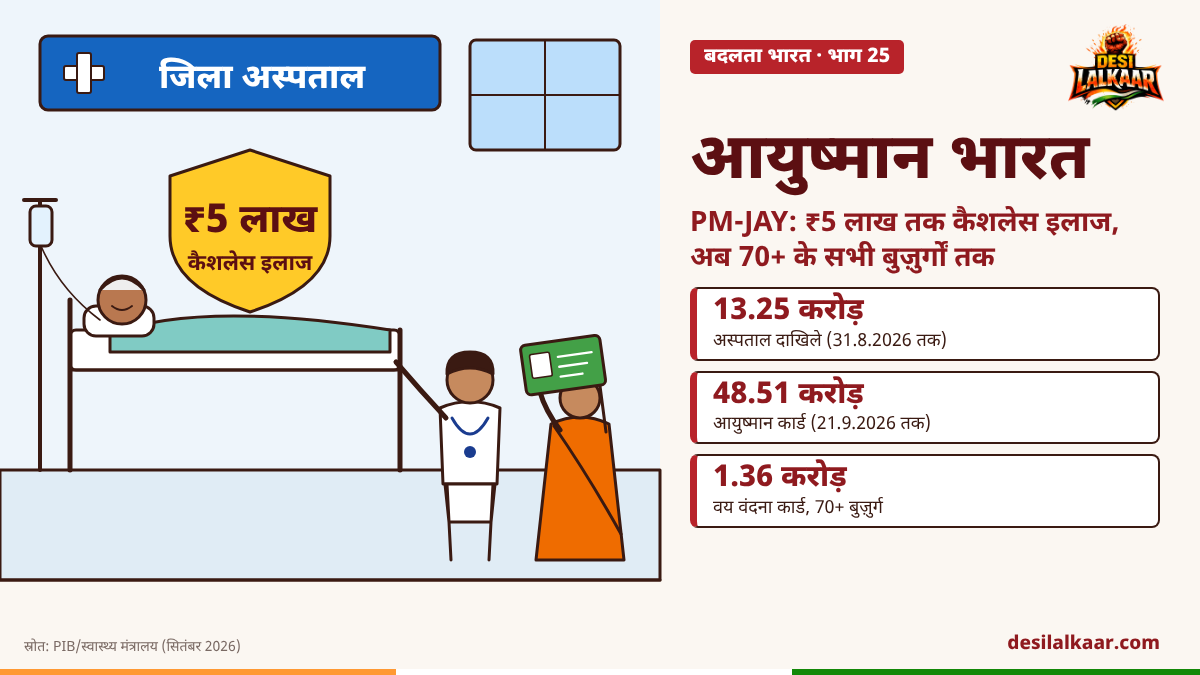 जिला अस्पताल
₹5 लाख
कैशलेस इलाज
बदलता भारत · भाग 25
DESI
LALKAAR
आयुष्मान भारत
PM-JAY: ₹5 लाख तक कैशलेस इलाज,
अब 70+ के सभी बुज़ुर्गों तक
13.25 करोड़
अस्पताल दाखिले (31.8.2026 तक)
48.51 करोड़
आयुष्मान कार्ड (21.9.2026 तक)
1.36 करोड़
वय वंदना कार्ड, 70+ बुज़ुर्ग
स्रोत: PIB/स्वास्थ्य मंत्रालय (सितंबर 2026)
desilalkaar.com